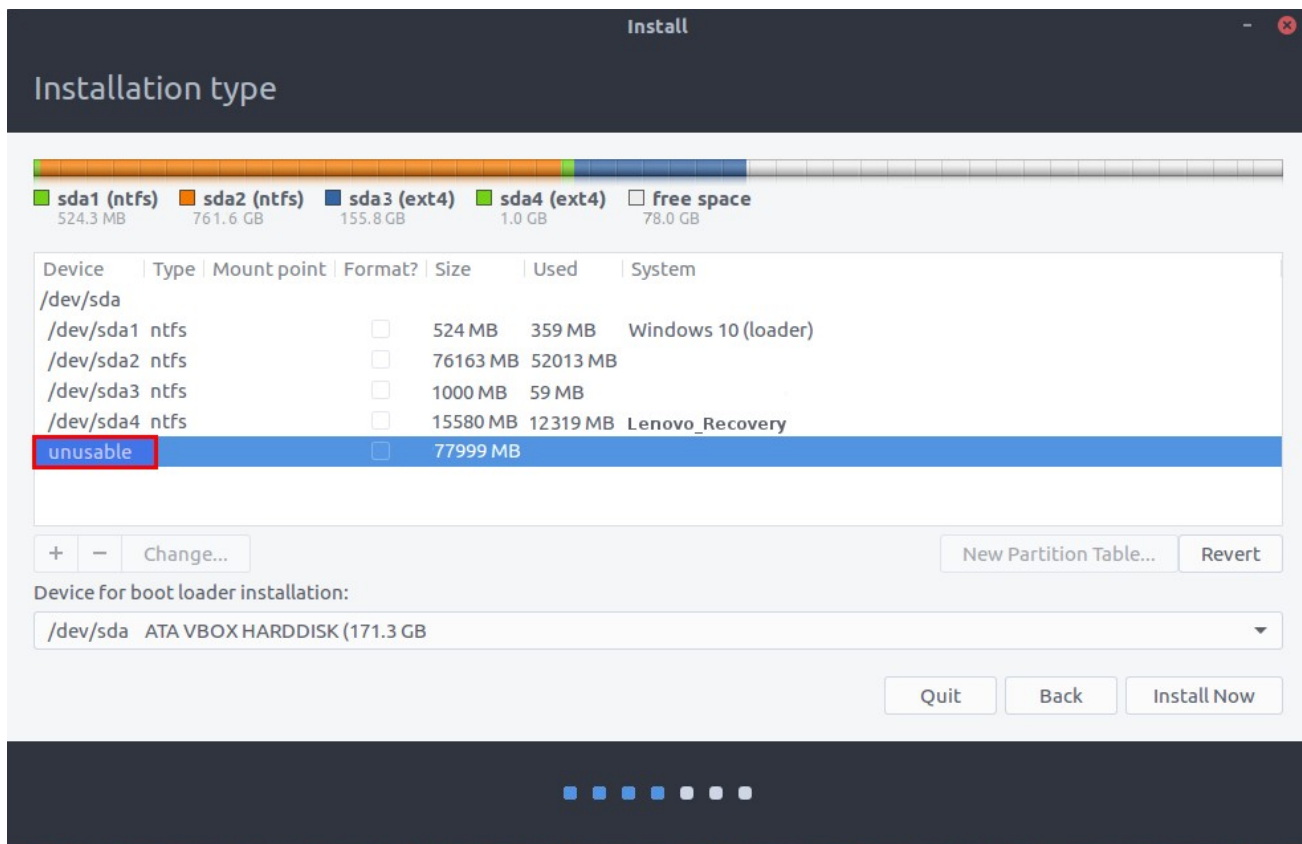 Install
Installation type
sda1 (ntfs) sda2 (ntfs) sda3 (ext4) sda4 (ext4) free space
524.3 MB 761.6 GB 155.8 GB 1.0 GB 78.0 GB
Device Type Mount point Format? Size Used System
/dev/sda
/dev/sda1 ntfs 524 MB 359 MB Windows 10 (loader)
/dev/sda2 ntfs 76163 MB 52013 MB
/dev/sda3 ntfs 1000 MB 59 MB
/dev/sda4 ntfs 15580 MB 12319 MB Lenovo_Recovery
unusable 77999 MB
+ − Change... New Partition Table... Revert
Device for boot loader installation:
/dev/sda ATA VBOX HARDDISK (171.3 GB
Quit Back Install Now